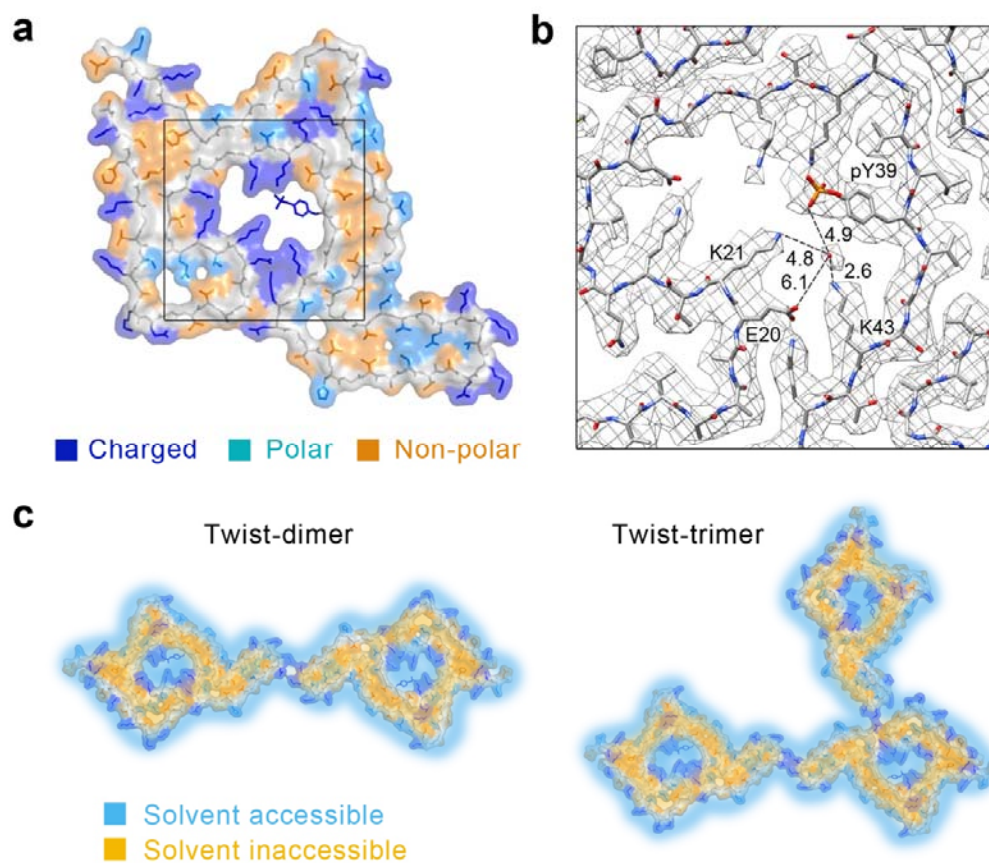 a
Charged Polar Non-polar
b
pY39
4.9
K21
4.8
2.6
6.1
E20
K43
c
Twist-dimer
Twist-trimer
Solvent accessible
Solvent inaccessible